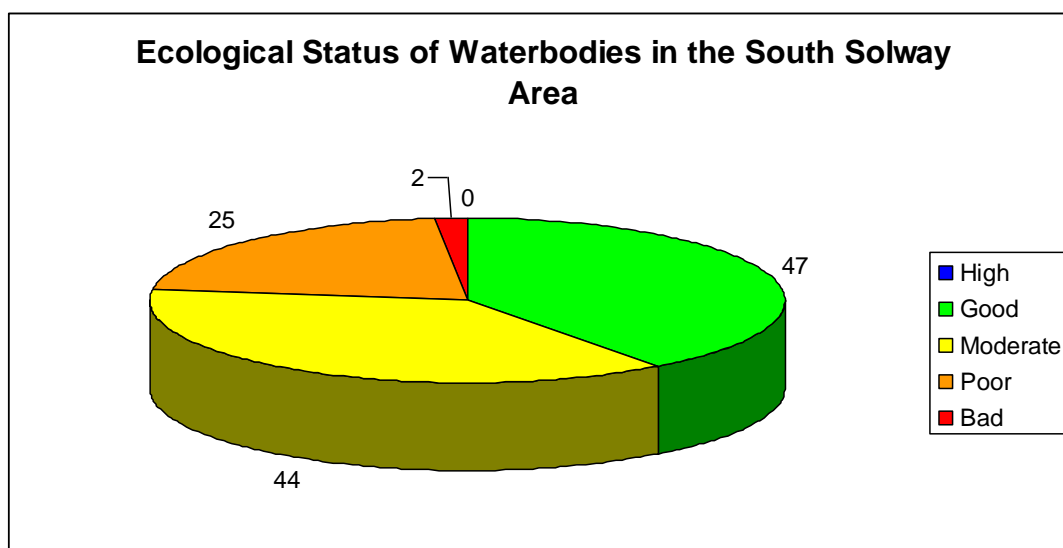 Ecological Status of Waterbodies in the South Solway
Area
2
0
25
47
44
High
Good
Moderate
Poor
Bad